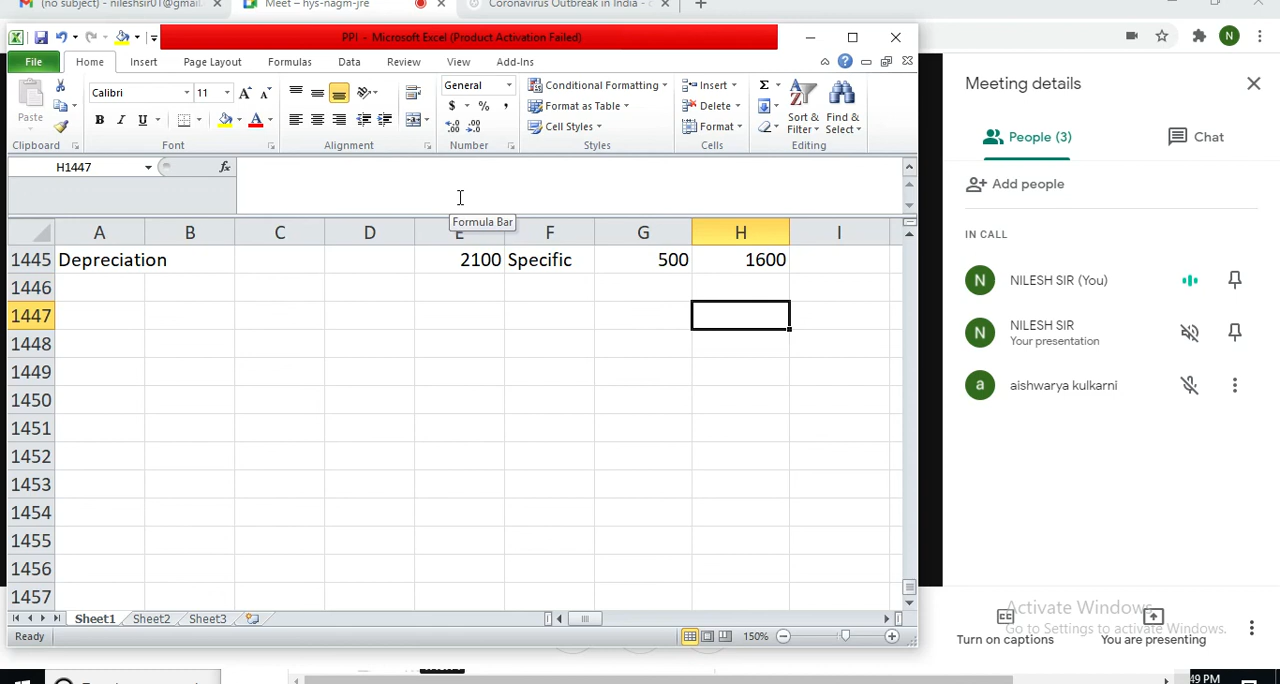 (no subject) - nileshsir01@gmail.
Meet – hys-nagm-jre
Coronavirus Outbreak in India - c
PPI - Microsoft Excel (Product Activation Failed)
N
File Home Insert Page Layout Formulas Data Review View Add-Ins
Paste
Clipboard
Calibri 11
B I U
Font
Alignment
General
$ % ,
Number
Conditional Formatting
Format as Table
Cell Styles
Styles
Insert
Delete
Format
Cells
Σ
Sort & Filter
Find & Select
Editing
H1447 fx
Formula Bar
A B C D E F G H I
1445 Depreciation 2100 Specific 500 1600
1446
1447
1448
1449
1450
1451
1452
1453
1454
1455
1456
1457
Sheet1 Sheet2 Sheet3
Ready 150%
Meeting details
People (3) Chat
Add people
IN CALL
N NILESH SIR (You)
N NILESH SIR
Your presentation
a aishwarya kulkarni
Activate Windows
Go to Settings to activate Windows.
Turn on captions
You are presenting
49 PM